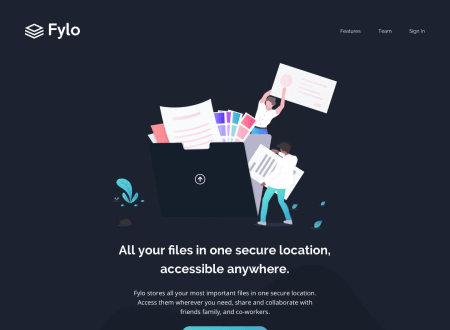 Fylo
Features
Team
Sign In
All your files in one secure location,
accessible anywhere.
Fylo stores all your most important files in one secure location.
Access them wherever you need, share and collaborate with
friends family, and co-workers.